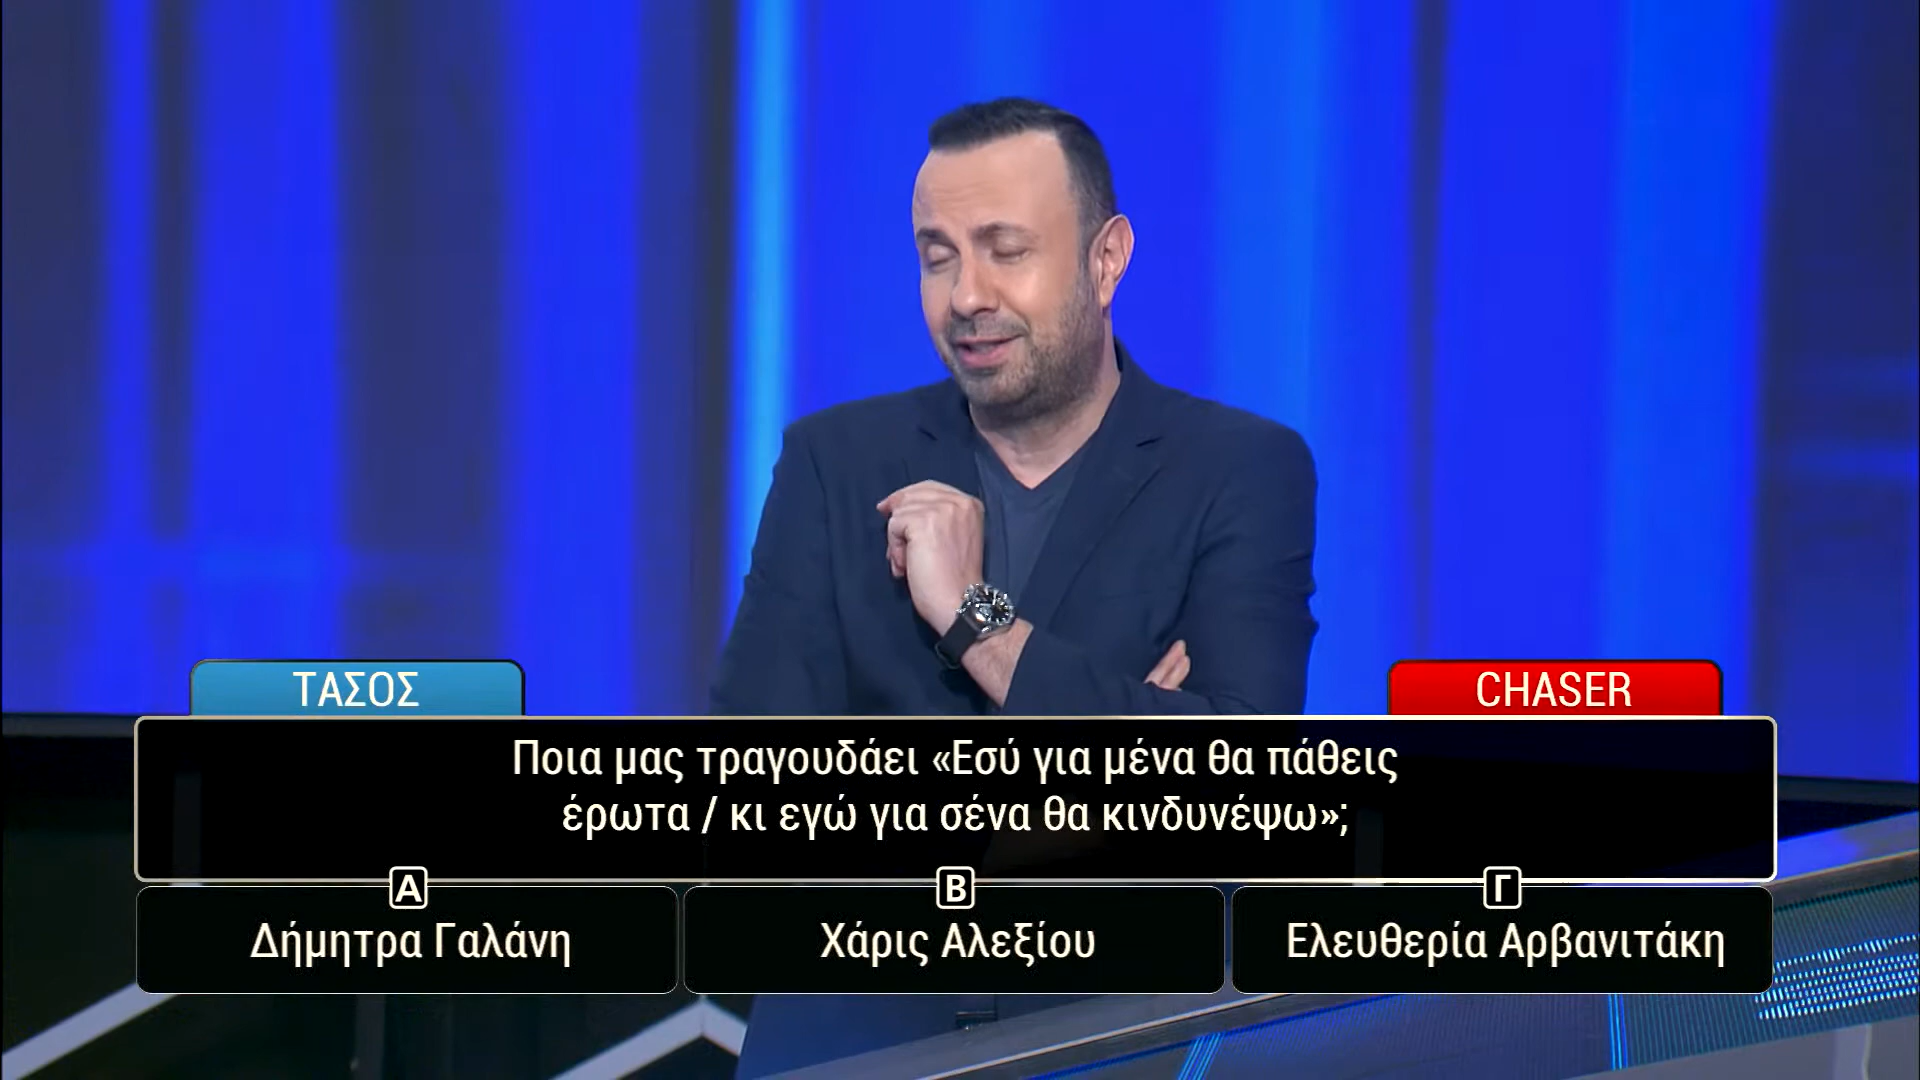 ΤΑΣΟΣ
CHASER
Ποια μας τραγουδάει «Εσύ για μένα θα πάθεις
έρωτα / κι εγώ για σένα θα κινδυνέψω»;
Α
Β
Γ
Δήμητρα Γαλάνη
Χάρις Αλεξίου
Ελευθερία Αρβανιτάκη